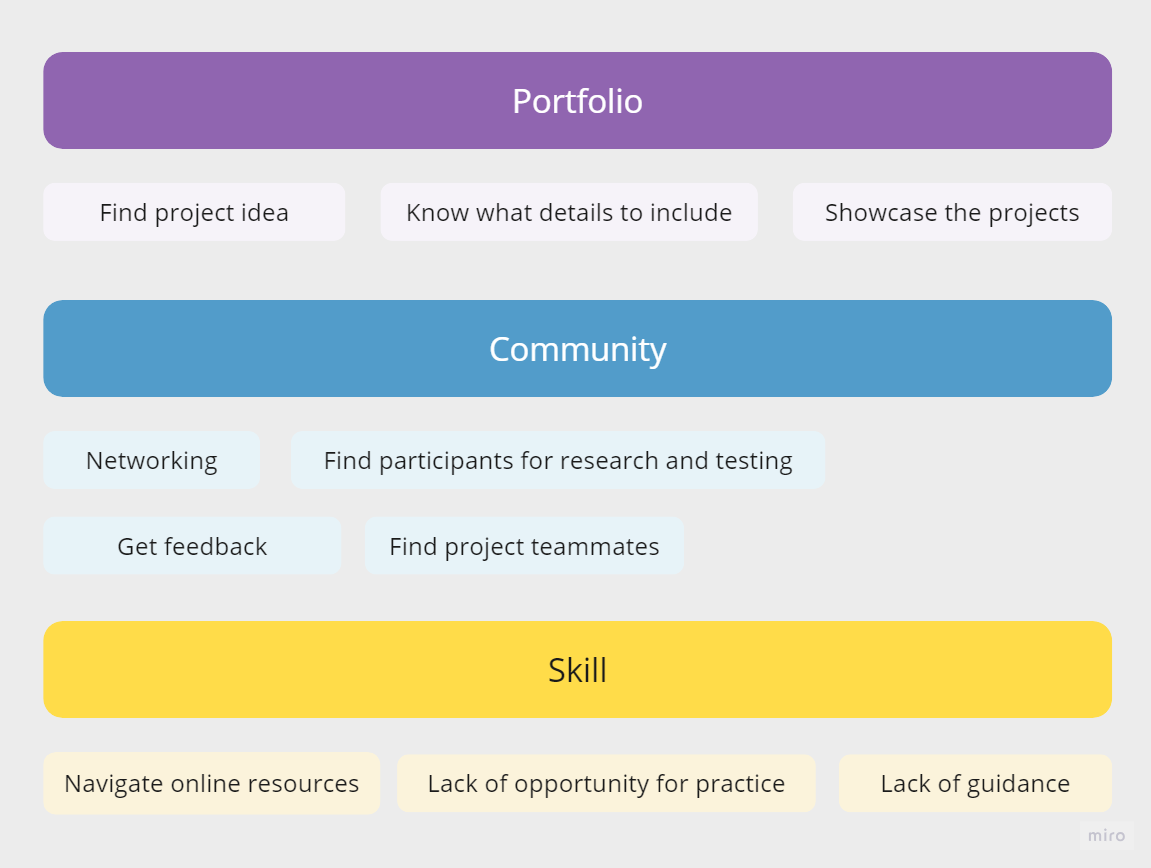 Portfolio
Find project idea
Know what details to include
Showcase the projects
Community
Networking
Find participants for research and testing
Get feedback
Find project teammates
Skill
Navigate online resources
Lack of opportunity for practice
Lack of guidance
miro